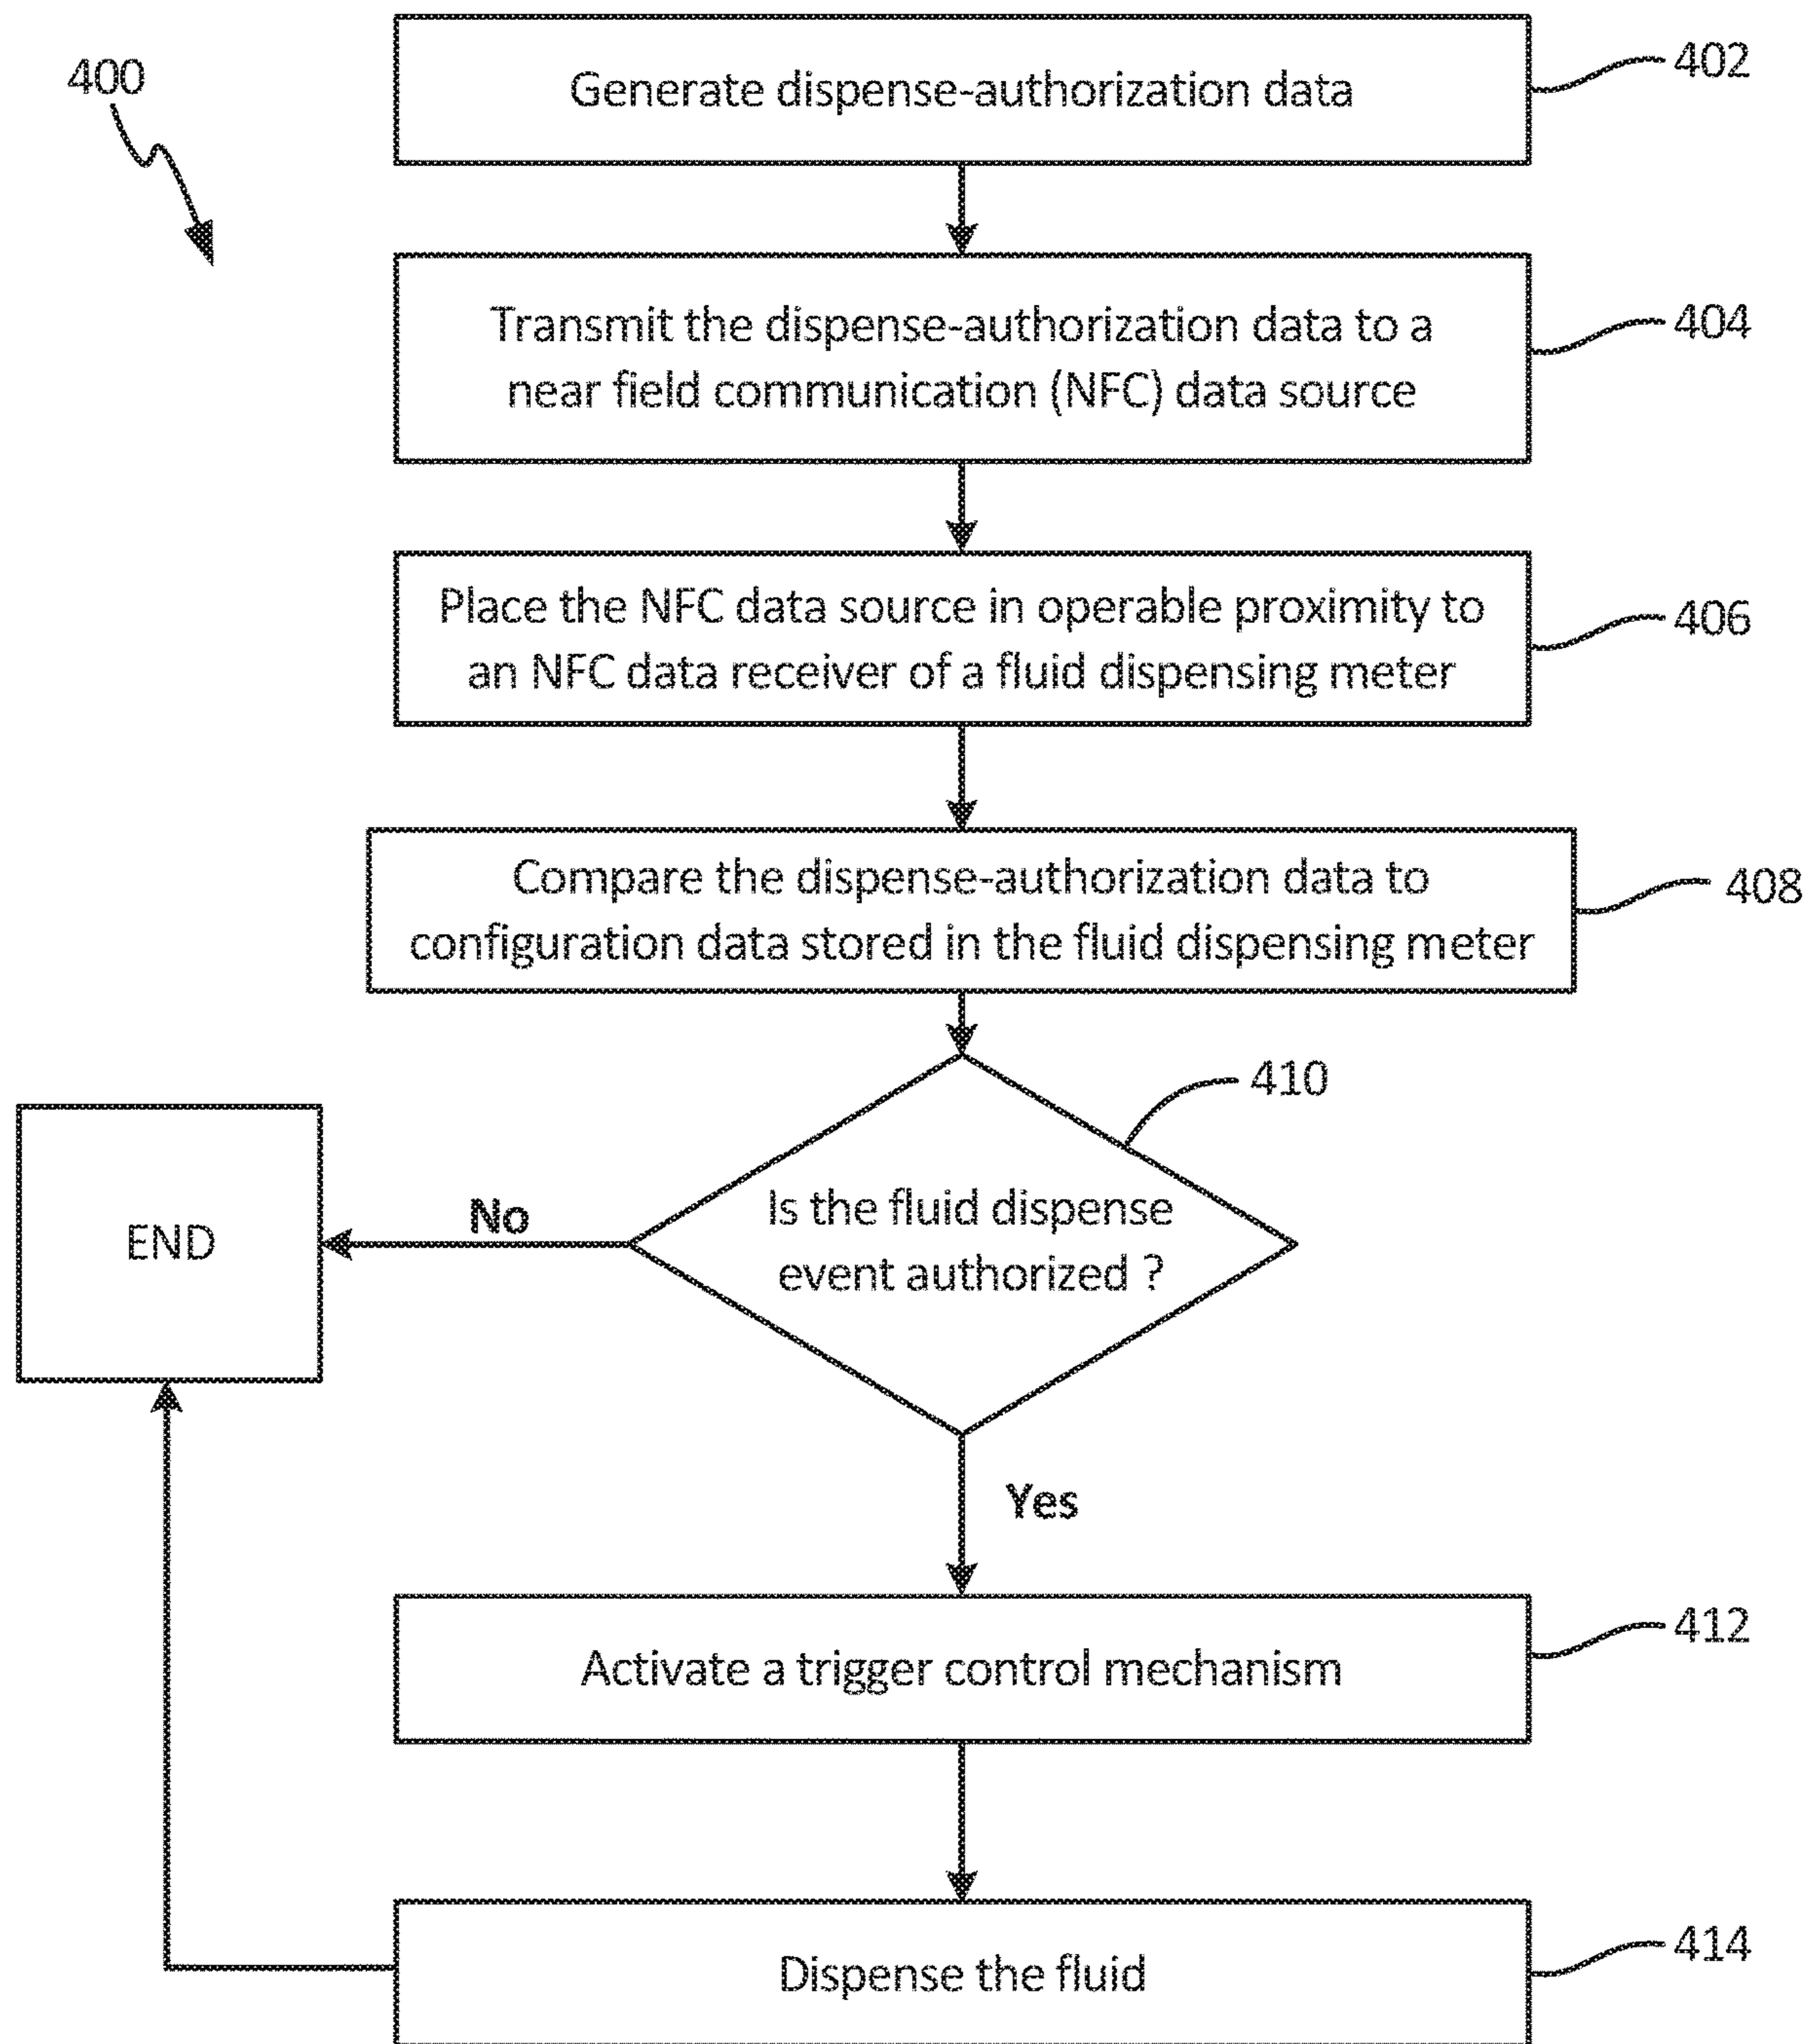 400
Generate dispense-authorization data
402
Transmit the dispense-authorization data to a
near field communication (NFC) data source
404
Place the NFC data source in operable proximity to
an NFC data receiver of a fluid dispensing meter
406
Compare the dispense-authorization data to
configuration data stored in the fluid dispensing meter
408
Is the fluid dispense
event authorized ?
410
No
END
Yes
Activate a trigger control mechanism
412
Dispense the fluid
414